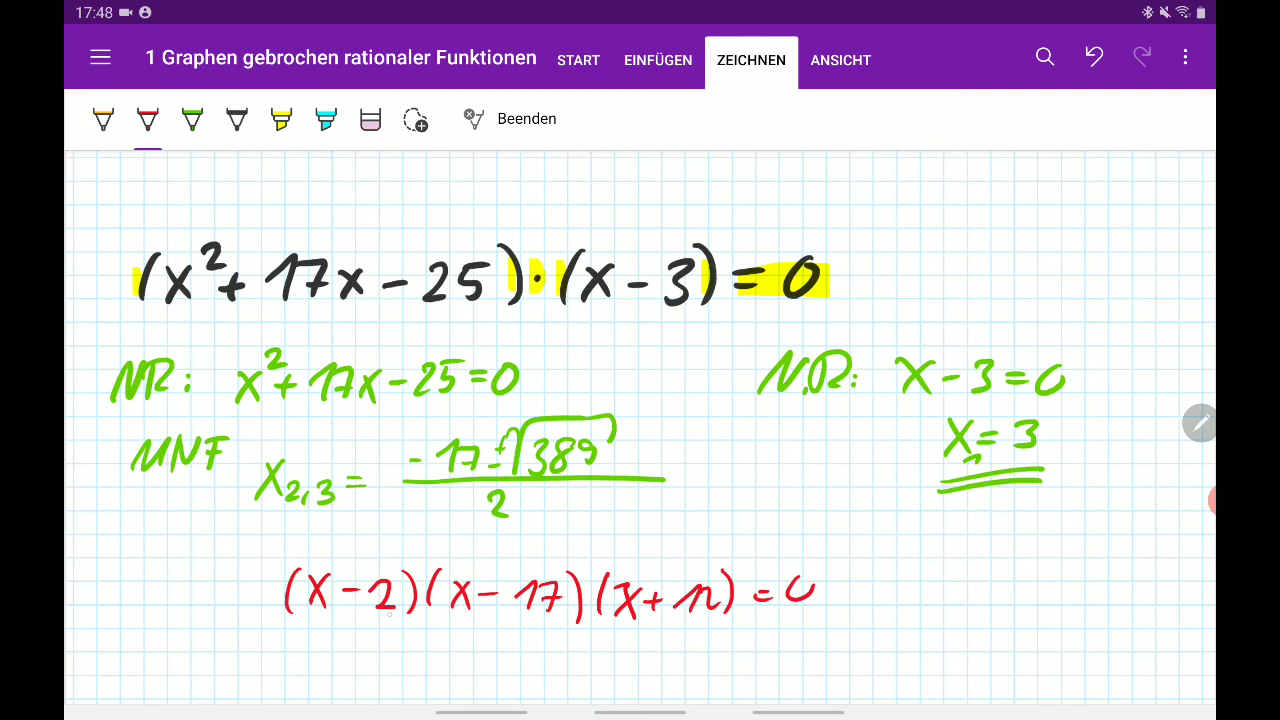 17:48
1 Graphen gebrochen rationaler Funktionen START EINFÜGEN ZEICHNEN ANSICHT
Beenden
(x²+ 17x - 25) · (x - 3) = 0
NR: x²+ 17x - 25 = 0
N.R.: x - 3 = 0
MNF x₂,₃ = (-17 ± √389) / 2
x₁ = 3
(x - 2)(x - 17)(x + π) = 0